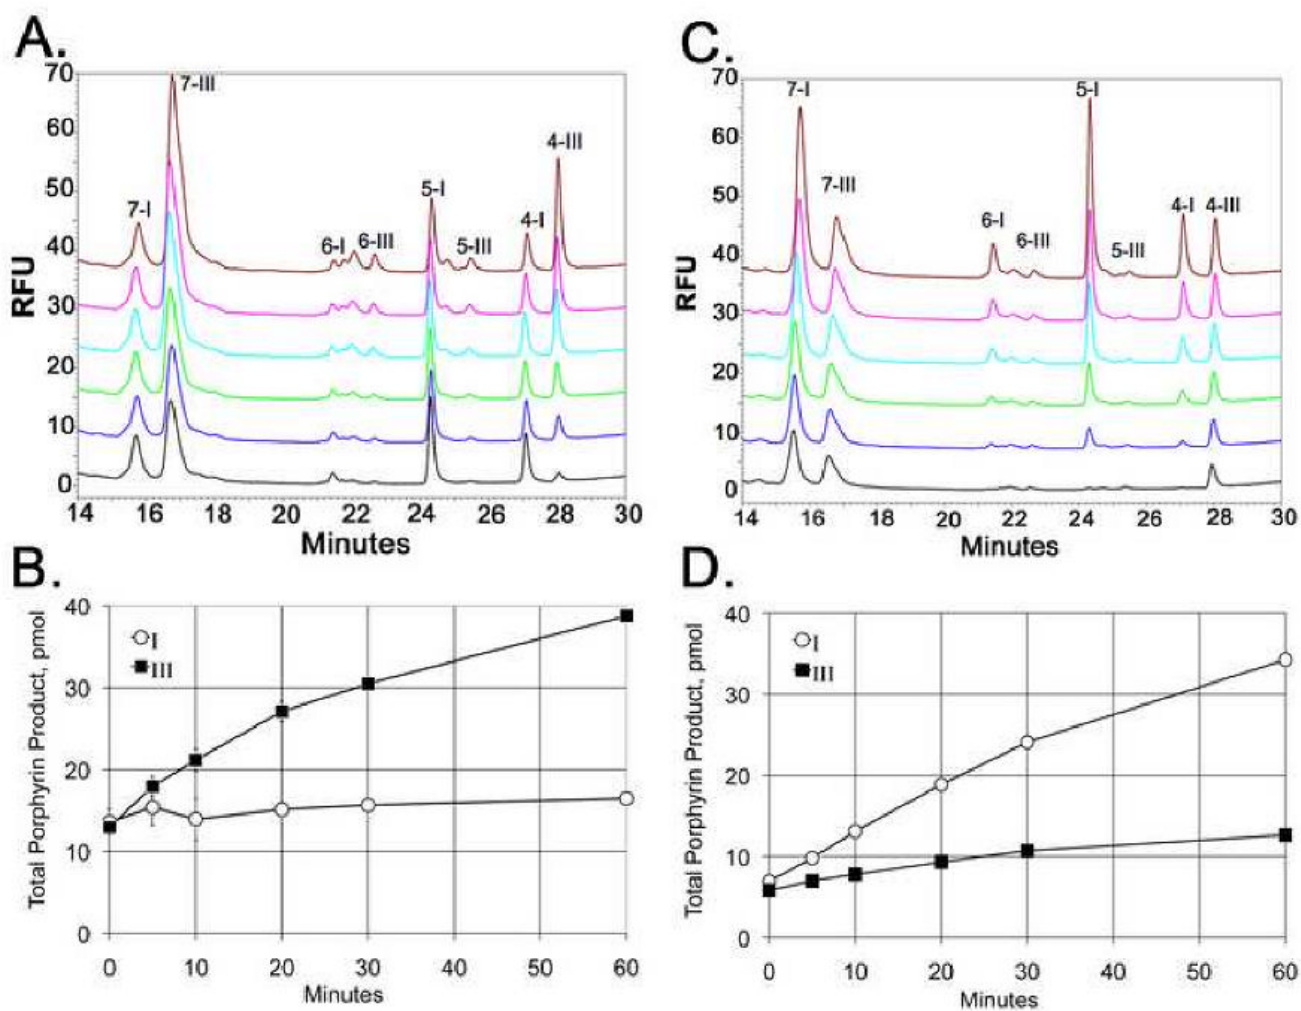 A.
70
60
50
40
30
20
10
0
RFU
7-I
7-III
6-I
6-III
5-I
5-III
4-I
4-III
14 16 18 20 22 24 26 28 30
Minutes
C.
70
60
50
40
30
20
10
0
RFU
7-I
7-III
6-I
6-III
5-I
5-III
4-I
4-III
14 16 18 20 22 24 26 28 30
Minutes
B.
40
30
20
10
0
Total Porphyrin Product, pmol
I
III
0 10 20 30 40 50 60
Minutes
D.
40
30
20
10
0
Total Porphyrin Product, pmol
I
III
0 10 20 30 40 50 60
Minutes